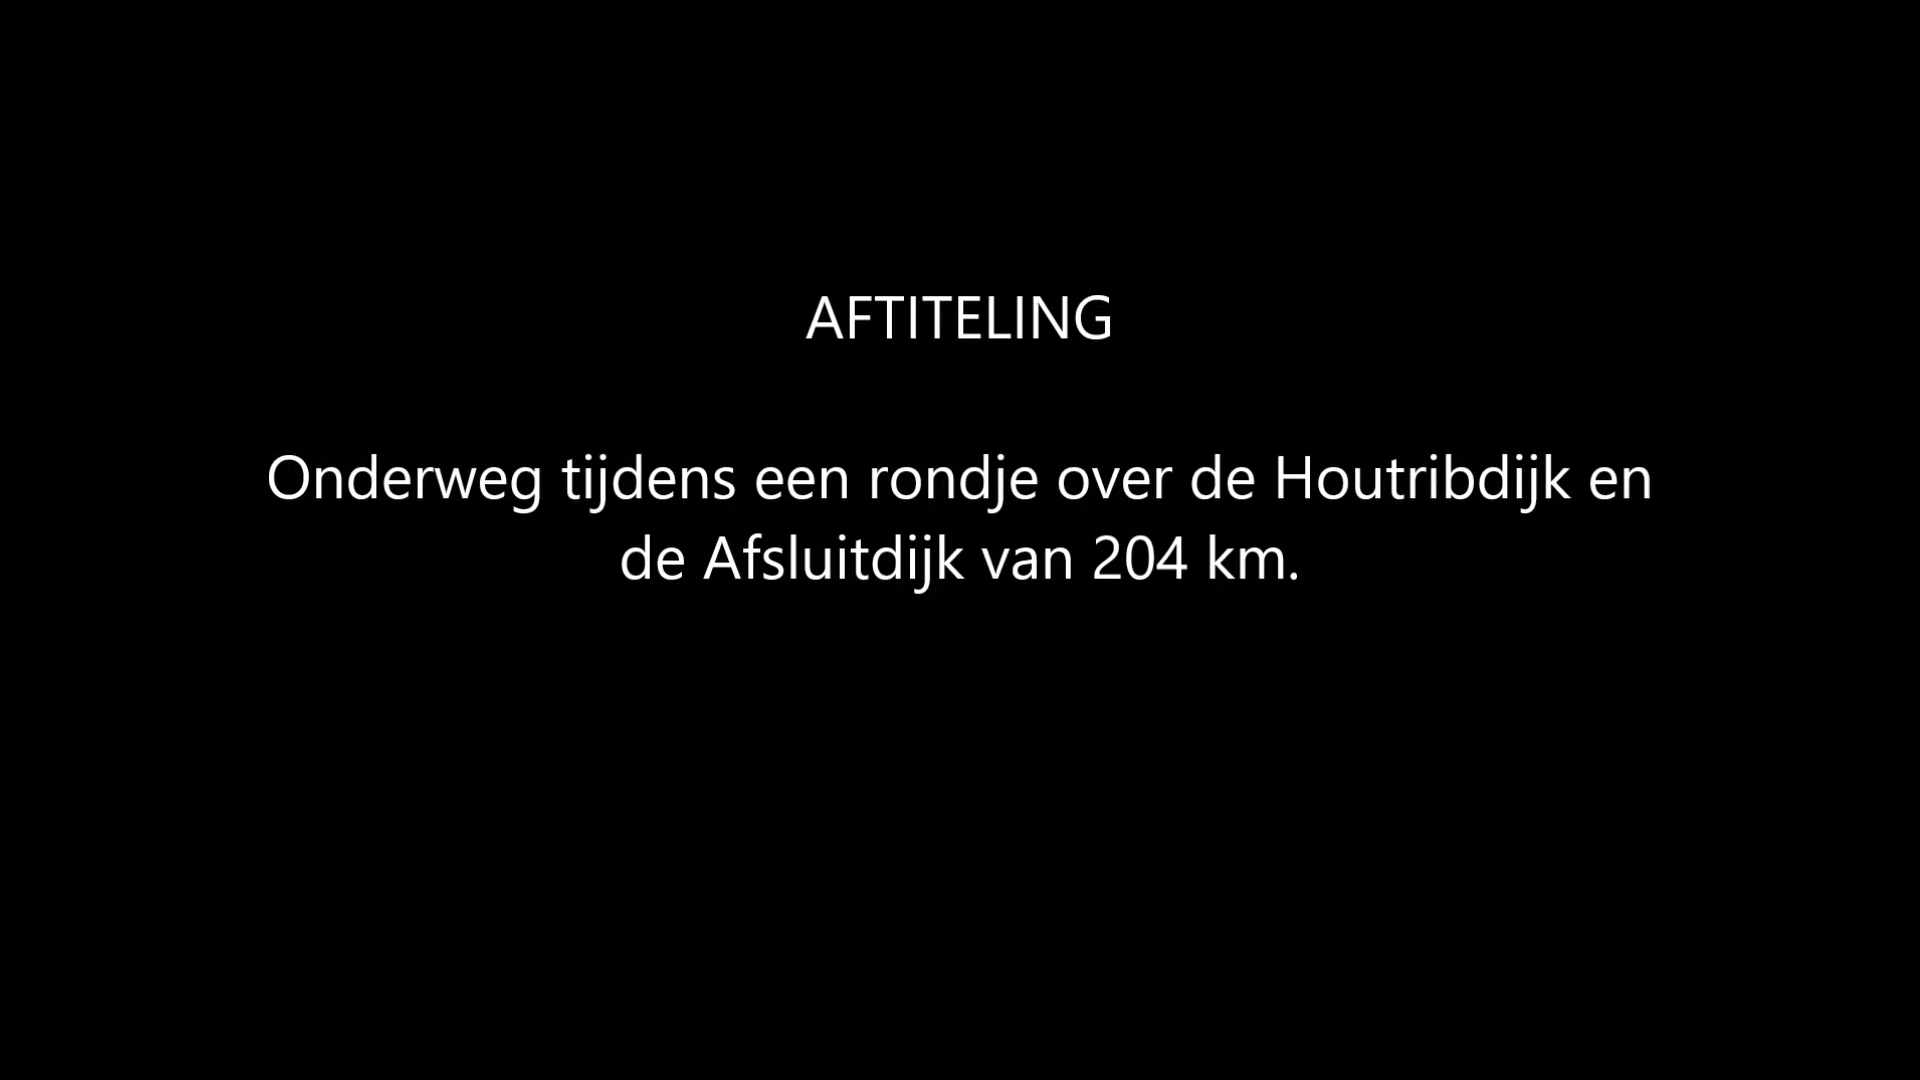 AFTITELING
Onderweg tijdens een rondje over de Houtribdijk en
de Afsluitdijk van 204 km.